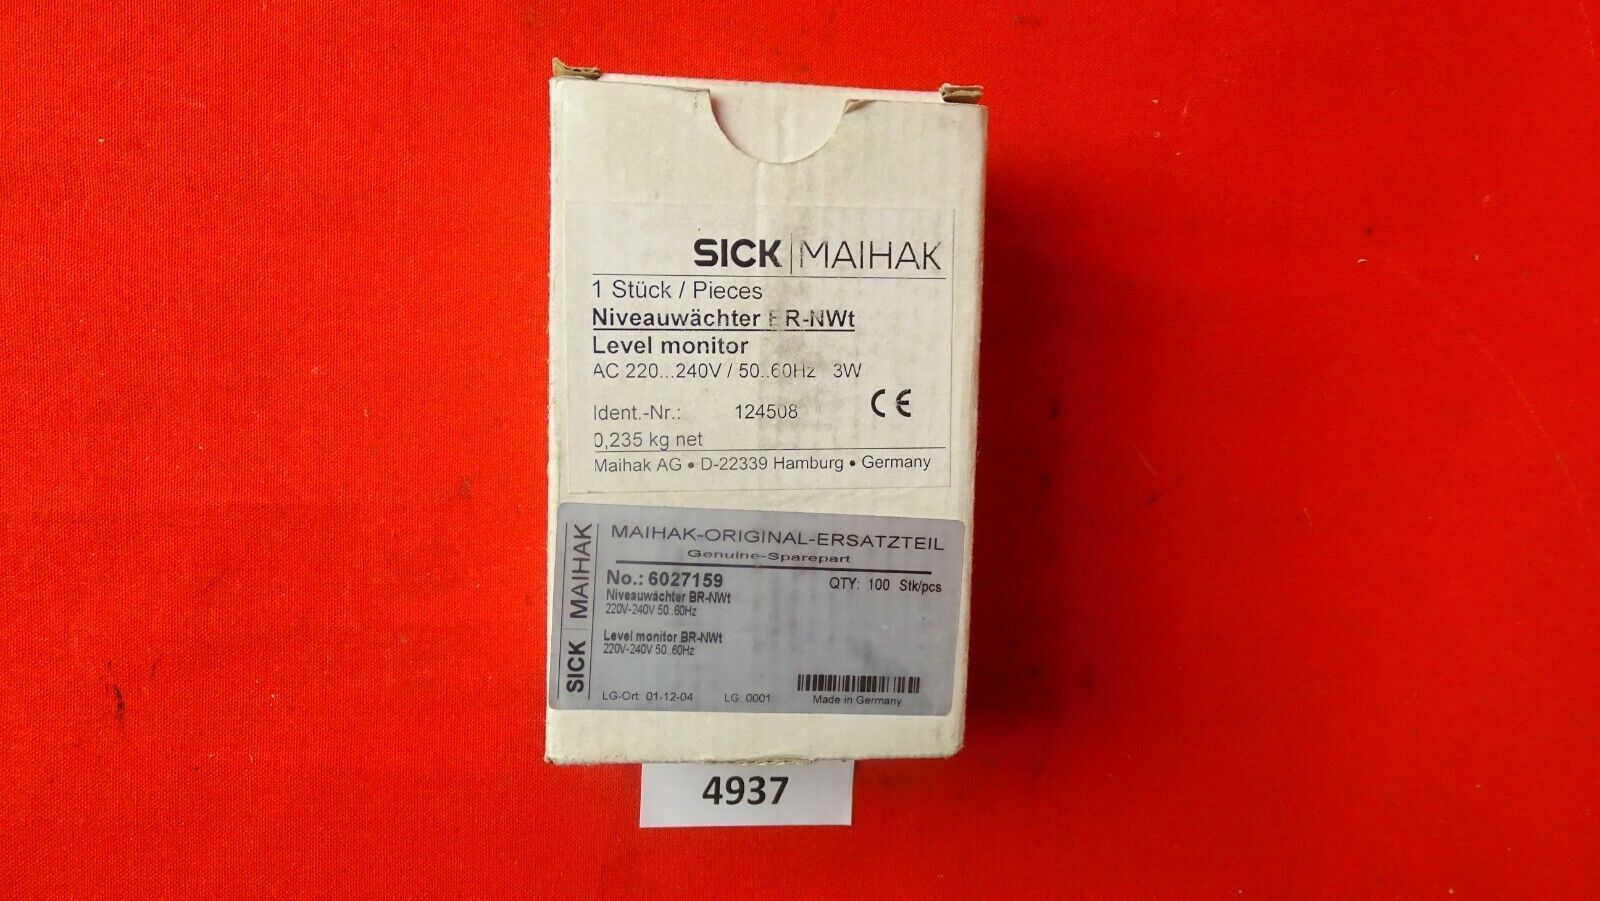 SICK | MAIHAK
1 Stück / Pieces
Niveauwächter BR-NWt
Level monitor
AC 220...240V / 50..60Hz 3W
Ident.-Nr.: 124508
CE
0,235 kg net
Maihak AG • D-22339 Hamburg • Germany
SICK | MAIHAK
MAIHAK-ORIGINAL-ERSATZTEIL
Genuine-Sparepart
No.: 6027159 QTY: 100 Stk/pcs
Niveauwächter BR-NWt
220V-240V 50..60Hz
Level monitor BR-NWt
220V-240V 50..60Hz
LG-Ort: 01-12-04 LG: 0001 Made in Germany
4937